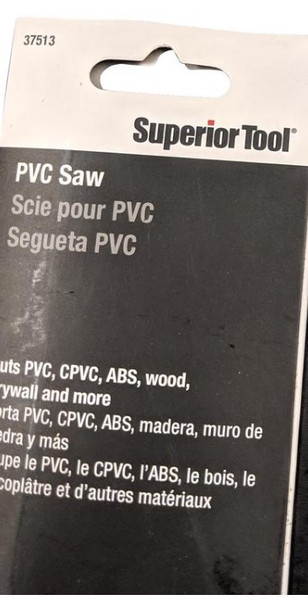 37513
Superior Tool®
PVC Saw
Scie pour PVC
Segueta PVC
uts PVC, CPVC, ABS, wood,
rywall and more
orta PVC, CPVC, ABS, madera, muro de
edra y más
upe le PVC, le CPVC, l'ABS, le bois, le
coplâtre et d'autres matériaux